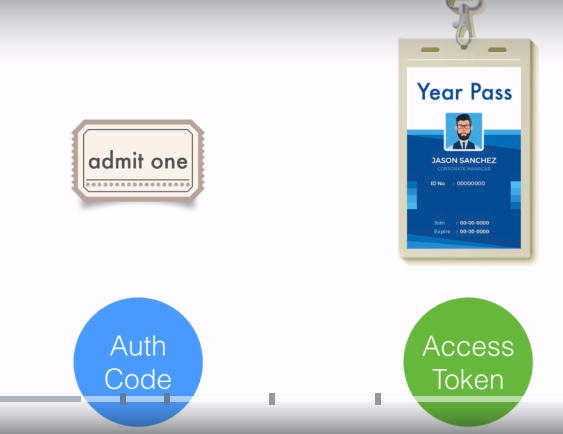 admit one
Year Pass
JASON SANCHEZ
CORPORATE MANAGER
ID No : 00000000
Join : 00-00-0000
Expire : 00-00-0000
Auth
Code
Access
Token